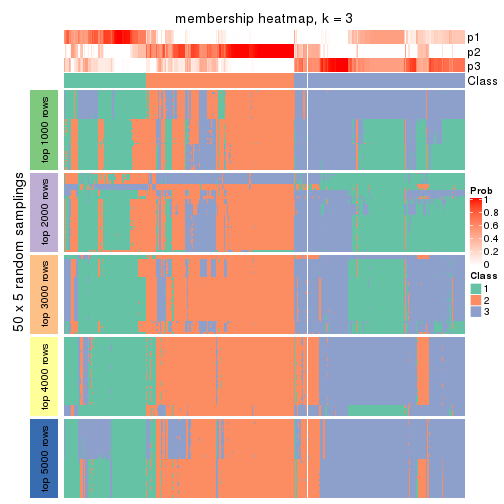 membership heatmap, k = 3
p1
p2
p3
Class
50 x 5 random samplings
top 1000 rows
top 2000 rows
top 3000 rows
top 4000 rows
top 5000 rows
Prob
1
0.8
0.6
0.4
0.2
0
Class
1
2
3